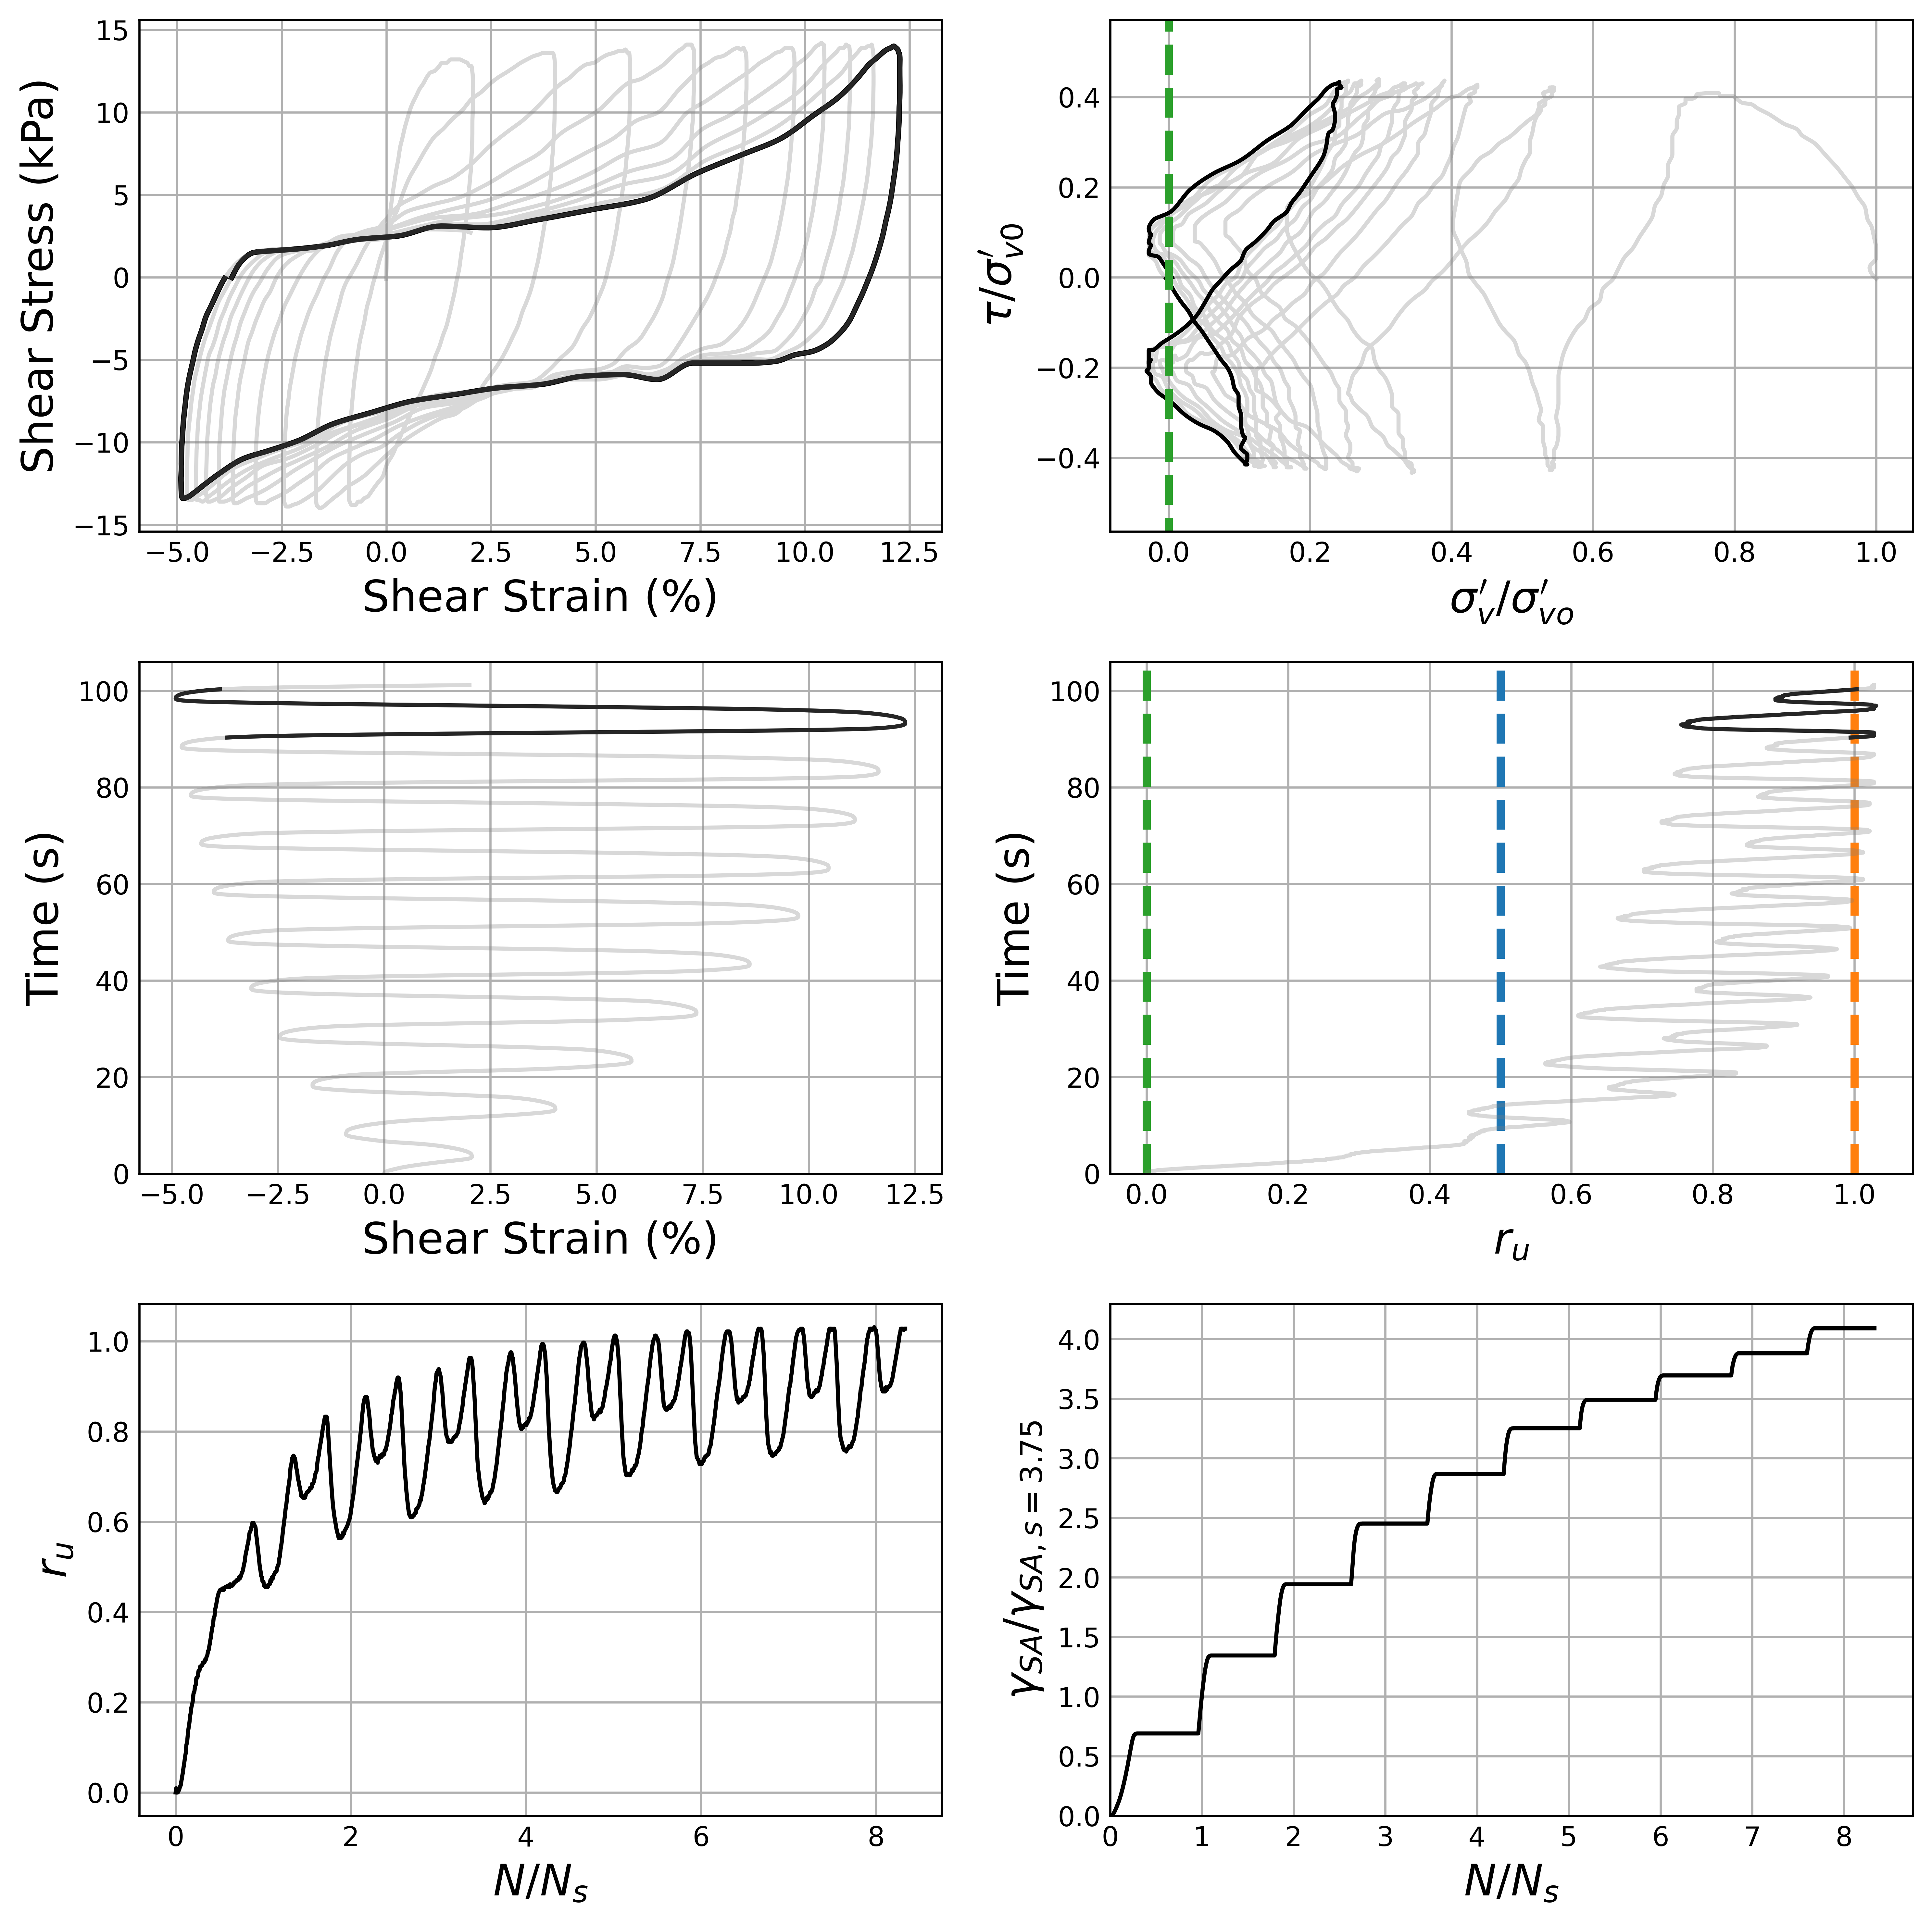 15
10
5
0
−5
−10
−15
Shear Stress (kPa)
−5.0 −2.5 0.0 2.5 5.0 7.5 10.0 12.5
Shear Strain (%)
0.4
0.2
0.0
−0.2
−0.4
τ/σ′v0
0.0 0.2 0.4 0.6 0.8 1.0
σ′v/σ′vo
100
80
60
40
20
0
Time (s)
−5.0 −2.5 0.0 2.5 5.0 7.5 10.0 12.5
Shear Strain (%)
100
80
60
40
20
0
Time (s)
0.0 0.2 0.4 0.6 0.8 1.0
ru
1.0
0.8
0.6
0.4
0.2
0.0
ru
0 2 4 6 8
N/Ns
4.0
3.5
3.0
2.5
2.0
1.5
1.0
0.5
0.0
γSA/γSA, s = 3.75
0 1 2 3 4 5 6 7 8
N/Ns